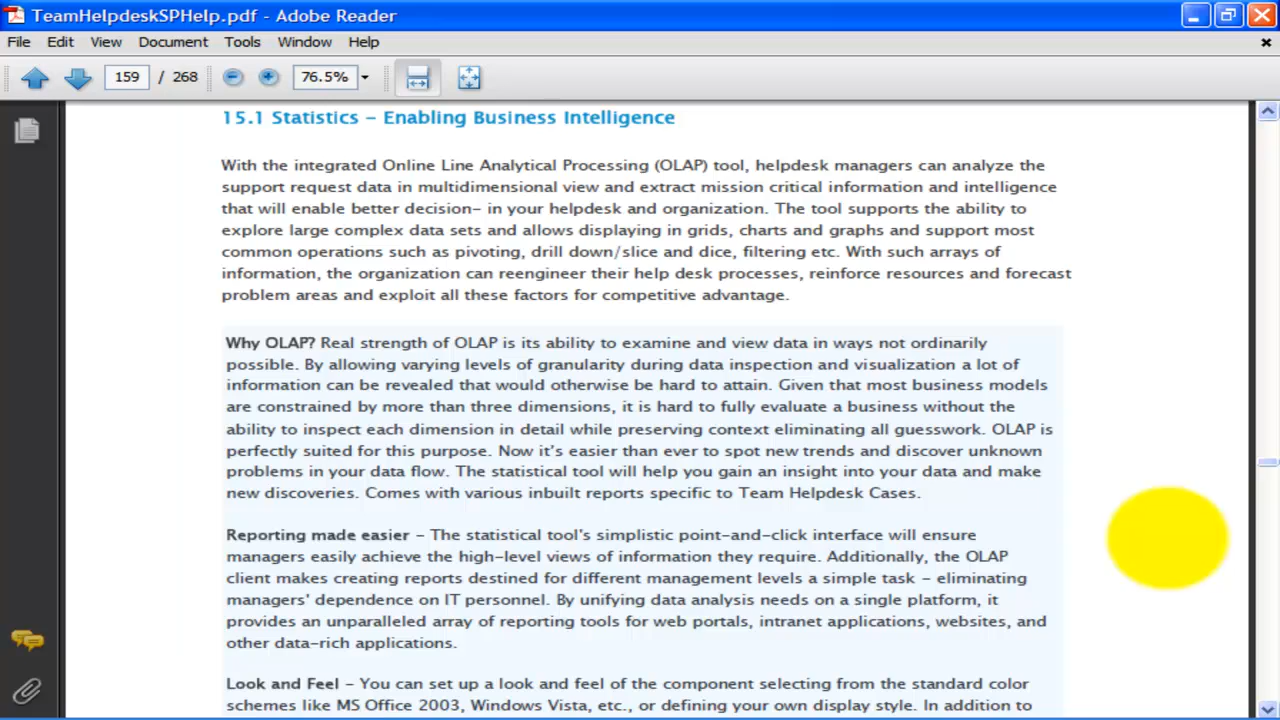 TeamHelpdeskSPHelp.pdf - Adobe Reader
File Edit View Document Tools Window Help
159 / 268 76.5%
15.1 Statistics – Enabling Business Intelligence
With the integrated Online Line Analytical Processing (OLAP) tool, helpdesk managers can analyze the
support request data in multidimensional view and extract mission critical information and intelligence
that will enable better decision- in your helpdesk and organization. The tool supports the ability to
explore large complex data sets and allows displaying in grids, charts and graphs and support most
common operations such as pivoting, drill down/slice and dice, filtering etc. With such arrays of
information, the organization can reengineer their help desk processes, reinforce resources and forecast
problem areas and exploit all these factors for competitive advantage.
Why OLAP? Real strength of OLAP is its ability to examine and view data in ways not ordinarily
possible. By allowing varying levels of granularity during data inspection and visualization a lot of
information can be revealed that would otherwise be hard to attain. Given that most business models
are constrained by more than three dimensions, it is hard to fully evaluate a business without the
ability to inspect each dimension in detail while preserving context eliminating all guesswork. OLAP is
perfectly suited for this purpose. Now it's easier than ever to spot new trends and discover unknown
problems in your data flow. The statistical tool will help you gain an insight into your data and make
new discoveries. Comes with various inbuilt reports specific to Team Helpdesk Cases.
Reporting made easier – The statistical tool's simplistic point-and-click interface will ensure
managers easily achieve the high-level views of information they require. Additionally, the OLAP
client makes creating reports destined for different management levels a simple task – eliminating
managers' dependence on IT personnel. By unifying data analysis needs on a single platform, it
provides an unparalleled array of reporting tools for web portals, intranet applications, websites, and
other data-rich applications.
Look and Feel – You can set up a look and feel of the component selecting from the standard color
schemes like MS Office 2003, Windows Vista, etc., or defining your own display style. In addition to